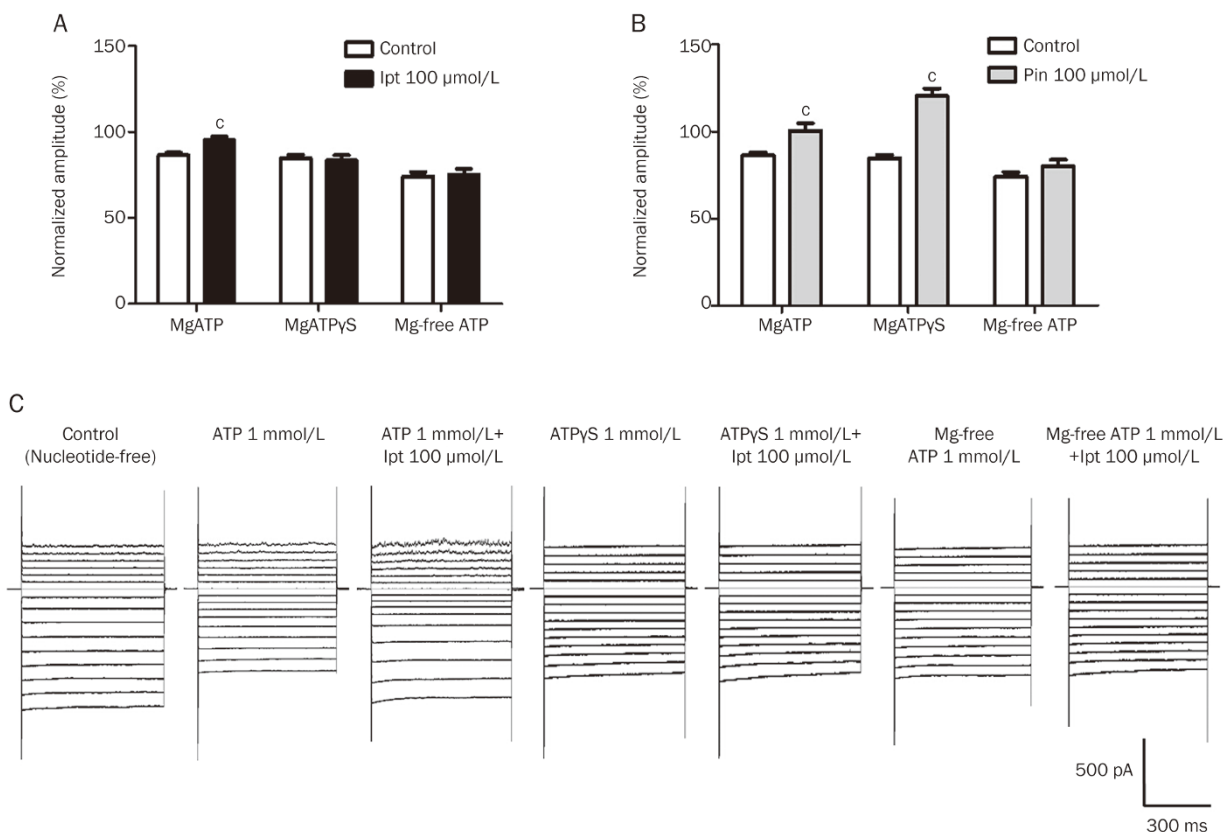 A
Normalized amplitude (%)
150
100
50
0
Control
Ipt 100 μmol/L
c
MgATP
MgATPγS
Mg-free ATP
B
Normalized amplitude (%)
150
100
50
0
Control
Pin 100 μmol/L
c
c
MgATP
MgATPγS
Mg-free ATP
C
Control
(Nucleotide-free)
ATP 1 mmol/L
ATP 1 mmol/L+
Ipt 100 μmol/L
ATPγS 1 mmol/L
ATPγS 1 mmol/L+
Ipt 100 μmol/L
Mg-free
ATP 1 mmol/L
Mg-free ATP 1 mmol/L
+Ipt 100 μmol/L
500 pA
300 ms